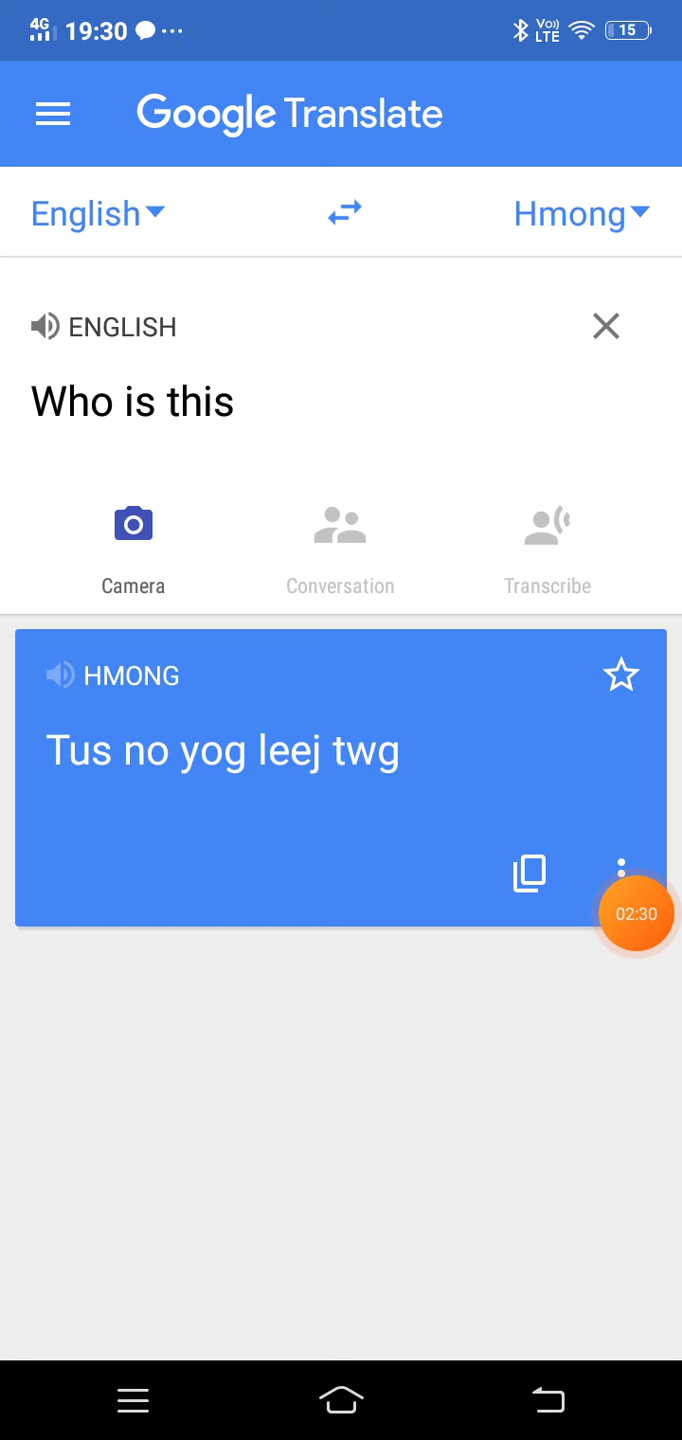 4G 19:30 Vo)) LTE 15
Google Translate
English Hmong
ENGLISH
Who is this
Camera Conversation Transcribe
HMONG
Tus no yog leej twg
02:30